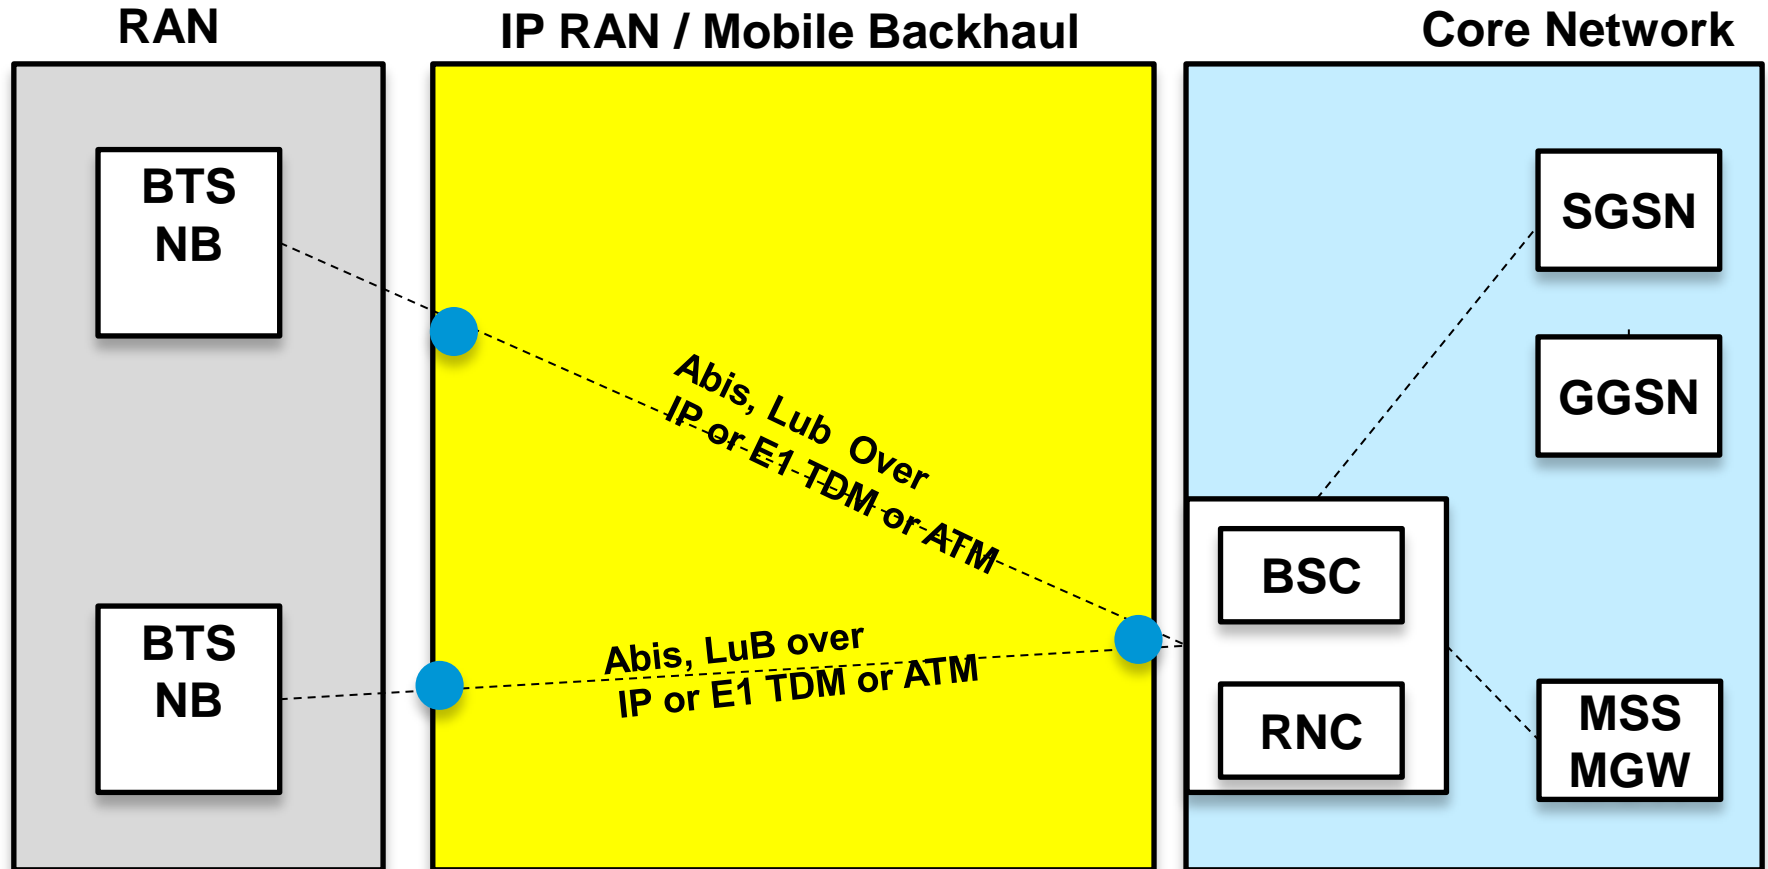 RAN
IP RAN / Mobile Backhaul
Core Network
BTS
NB
SGSN
GGSN
Abis, Lub Over
IP or E1 TDM or ATM
BSC
BTS
NB
Abis, LuB over
IP or E1 TDM or ATM
RNC
MSS
MGW